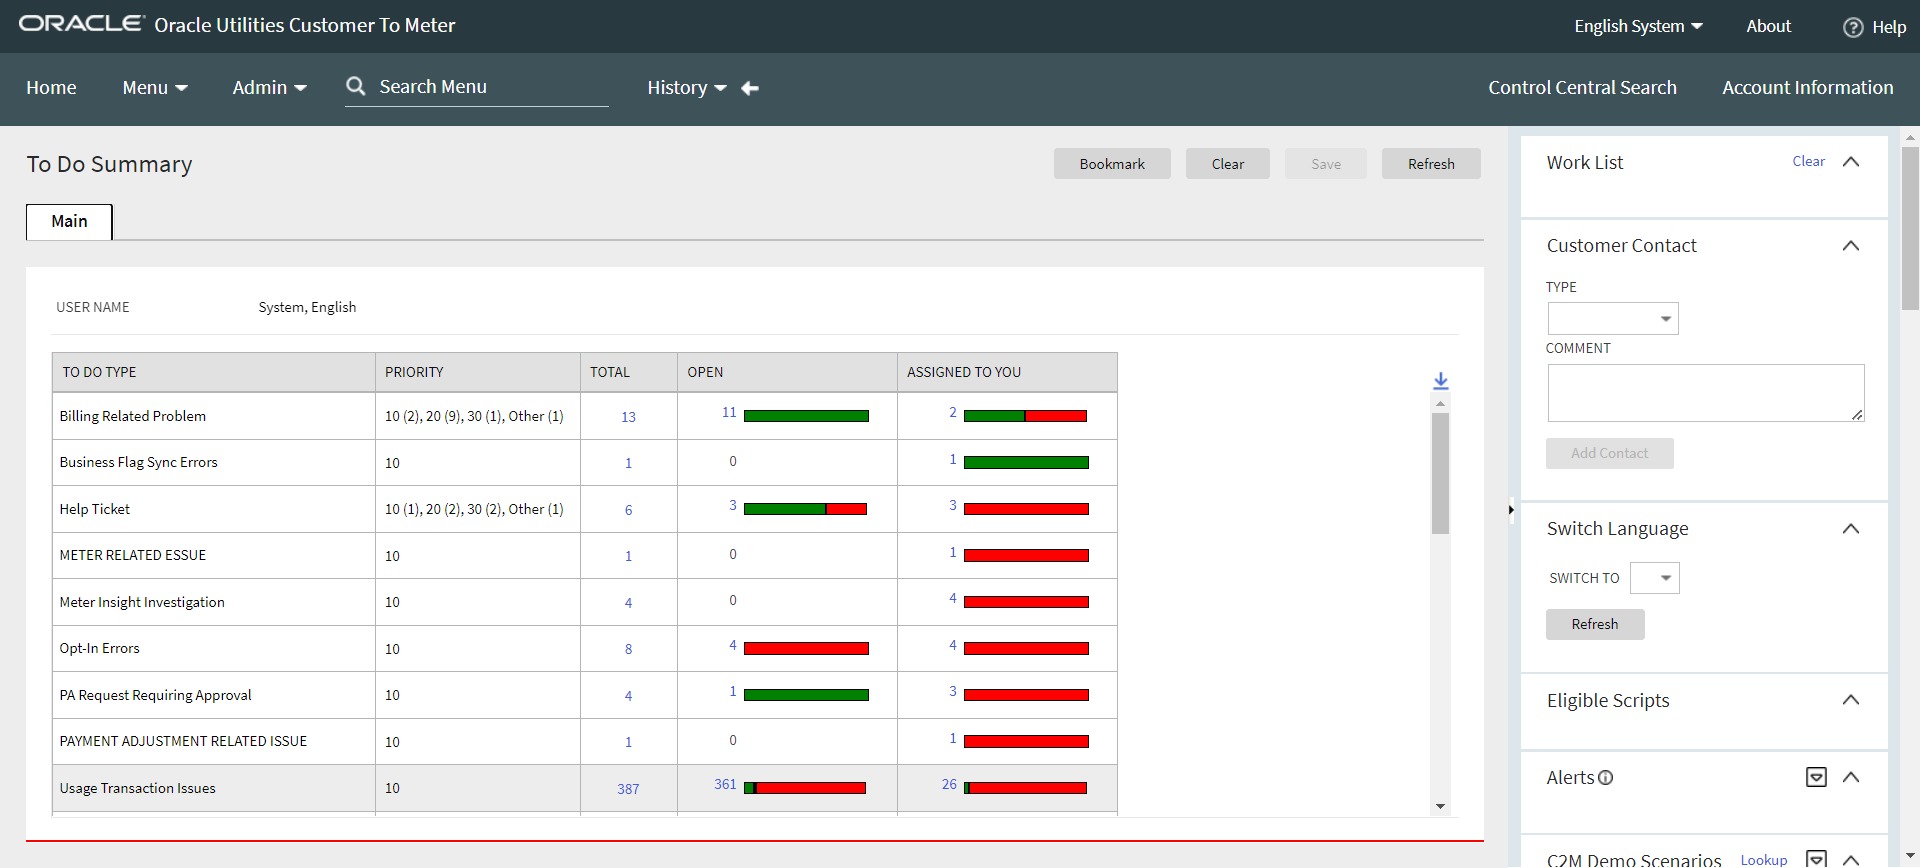 ORACLE Oracle Utilities Customer To Meter
English System
About
Help
Home
Menu
Admin
Search Menu
History
Control Central Search
Account Information
To Do Summary
Bookmark
Clear
Save
Refresh
Main
USER NAME System, English
TO DO TYPE PRIORITY TOTAL OPEN ASSIGNED TO YOU
Billing Related Problem 10 (2), 20 (9), 30 (1), Other (1) 13 11 2
Business Flag Sync Errors 10 1 0 1
Help Ticket 10 (1), 20 (2), 30 (2), Other (1) 6 3 3
METER RELATED ESSUE 10 1 0 1
Meter Insight Investigation 10 4 0 4
Opt-In Errors 10 8 4 4
PA Request Requiring Approval 10 4 1 3
PAYMENT ADJUSTMENT RELATED ISSUE 10 1 0 1
Usage Transaction Issues 10 387 361 26
Work List Clear
Customer Contact
TYPE
COMMENT
Add Contact
Switch Language
SWITCH TO
Refresh
Eligible Scripts
Alerts
C2M Demo Scenarios Lookup